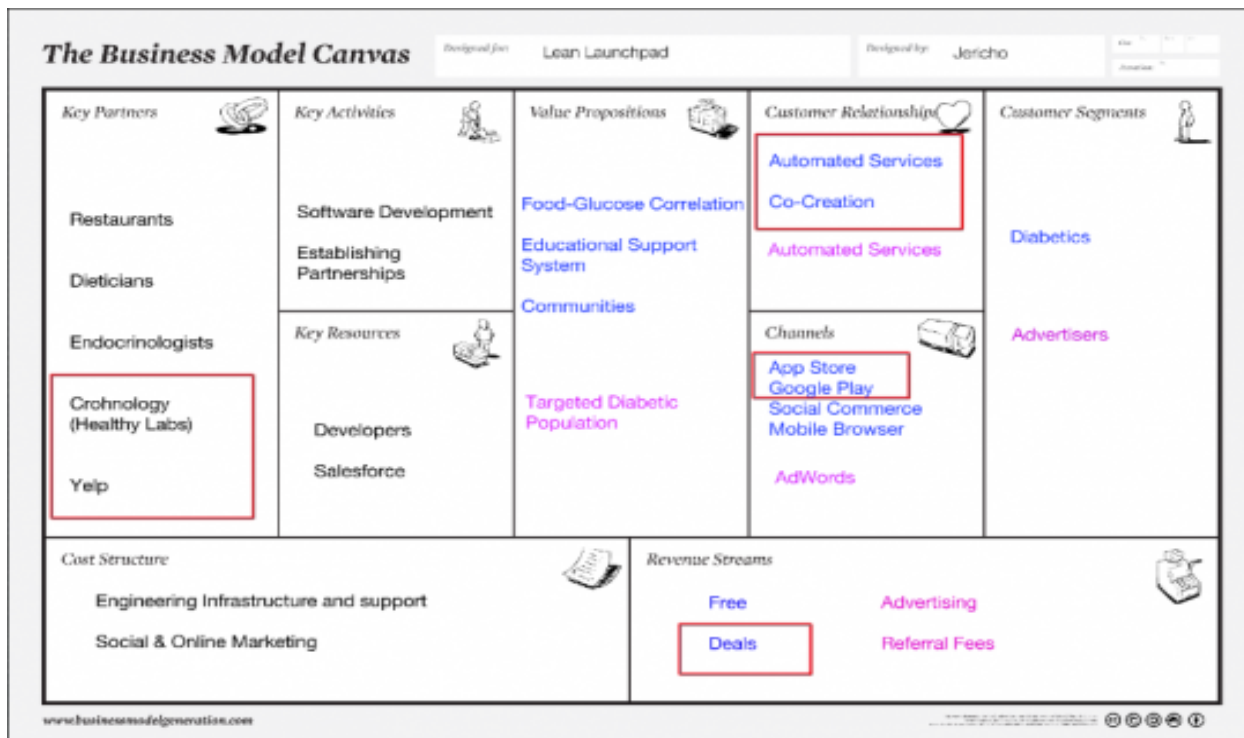 The Business Model Canvas
Designed for:
Lean Launchpad
Designed by:
Jericho
Key Partners
Restaurants
Dieticians
Endocrinologists
Crohnology
(Healthy Labs)
Yelp
Key Activities
Software Development
Establishing
Partnerships
Key Resources
Developers
Salesforce
Value Propositions
Food-Glucose Correlation
Educational Support
System
Communities
Targeted Diabetic
Population
Customer Relationships
Automated Services
Co-Creation
Automated Services
Channels
App Store
Google Play
Social Commerce
Mobile Browser
AdWords
Customer Segments
Diabetics
Advertisers
Cost Structure
Engineering Infrastructure and support
Social & Online Marketing
Revenue Streams
Free
Deals
Advertising
Referral Fees
www.businessmodelgeneration.com